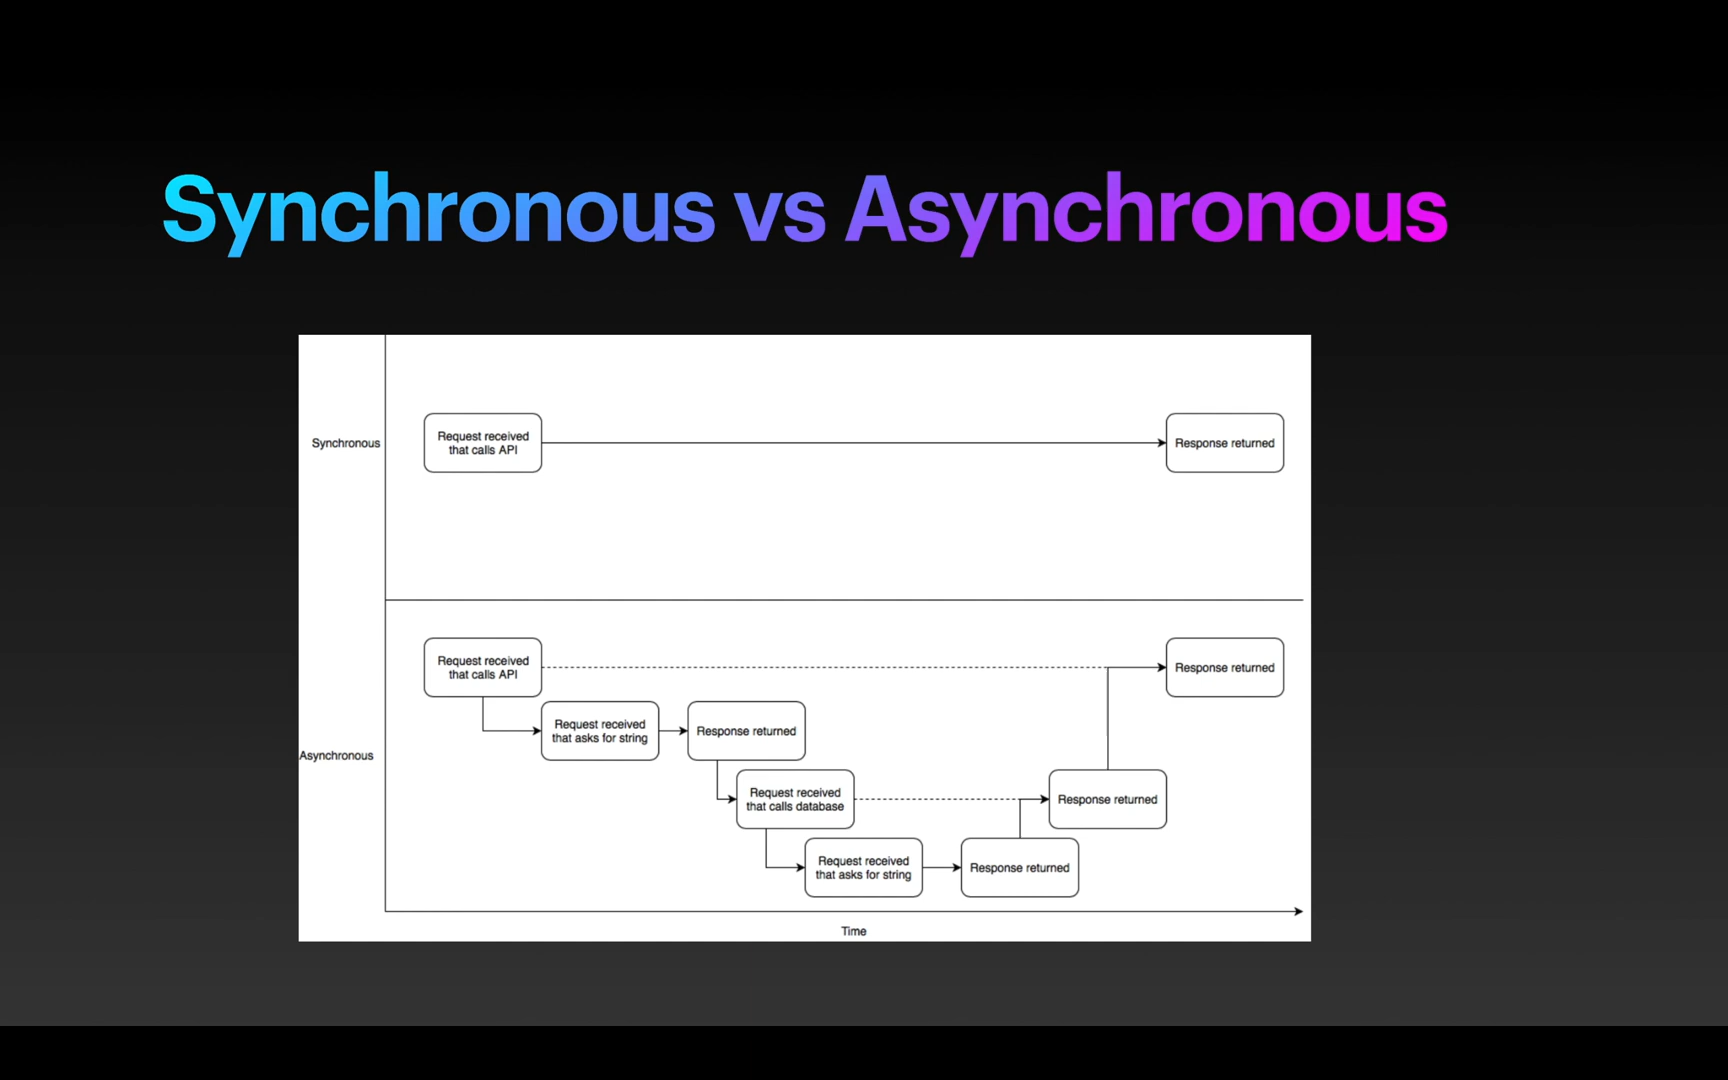 Synchronous vs Asynchronous
Synchronous
Request received
that calls API
Response returned
Asynchronous
Request received
that calls API
Response returned
Request received
that asks for string
Response returned
Request received
that calls database
Response returned
Request received
that asks for string
Response returned
Time